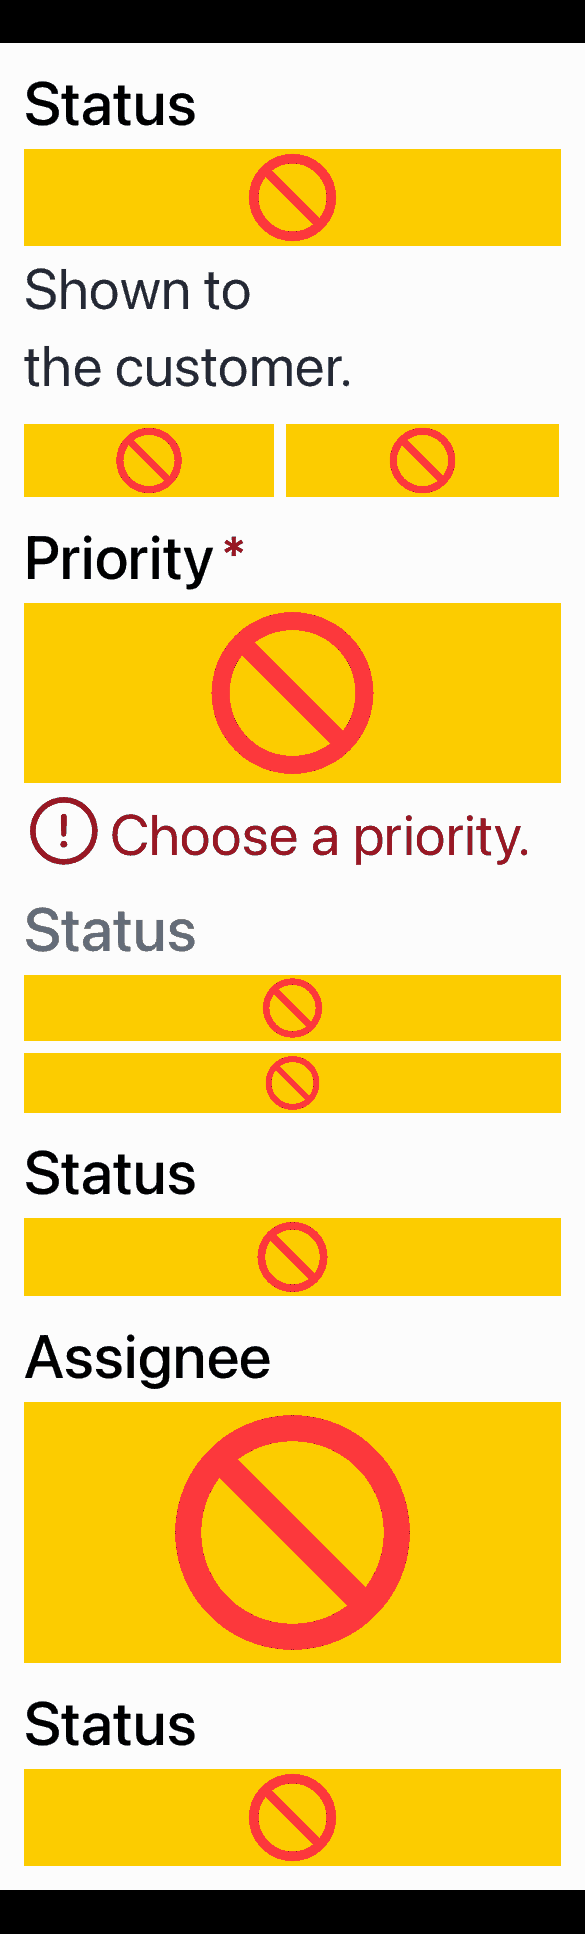 Status
Shown to
the customer.
Priority *
Choose a priority.
Status
Status
Assignee
Status